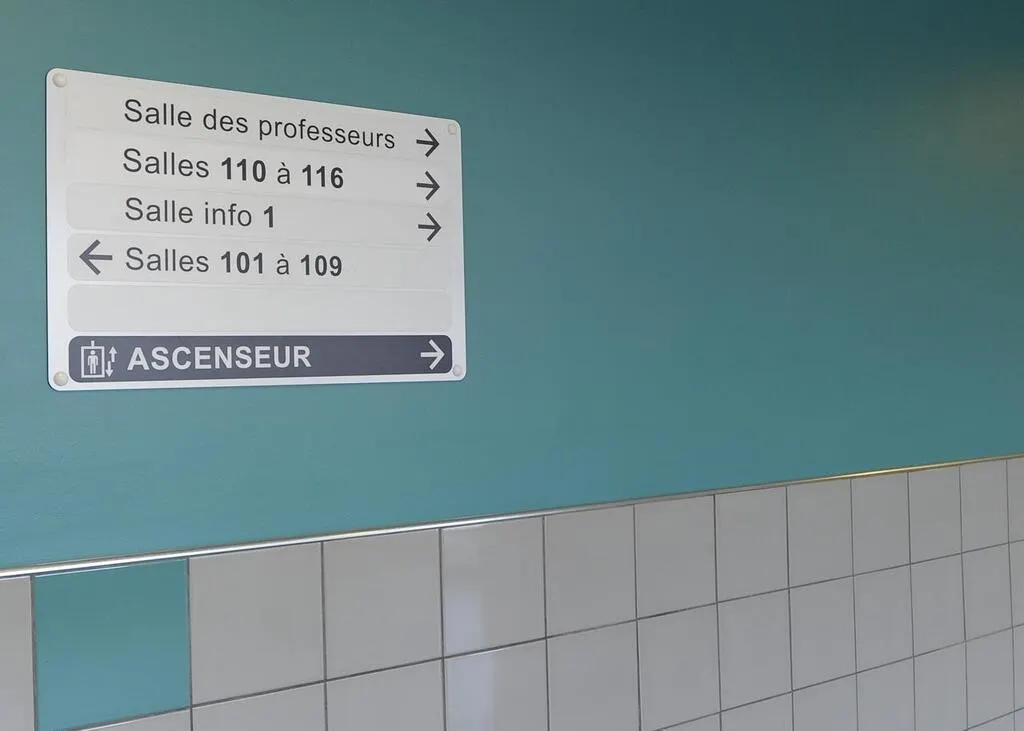 Salle des professeurs →
Salles 110 à 116 →
Salle info 1 →
← Salles 101 à 109
ASCENSEUR →